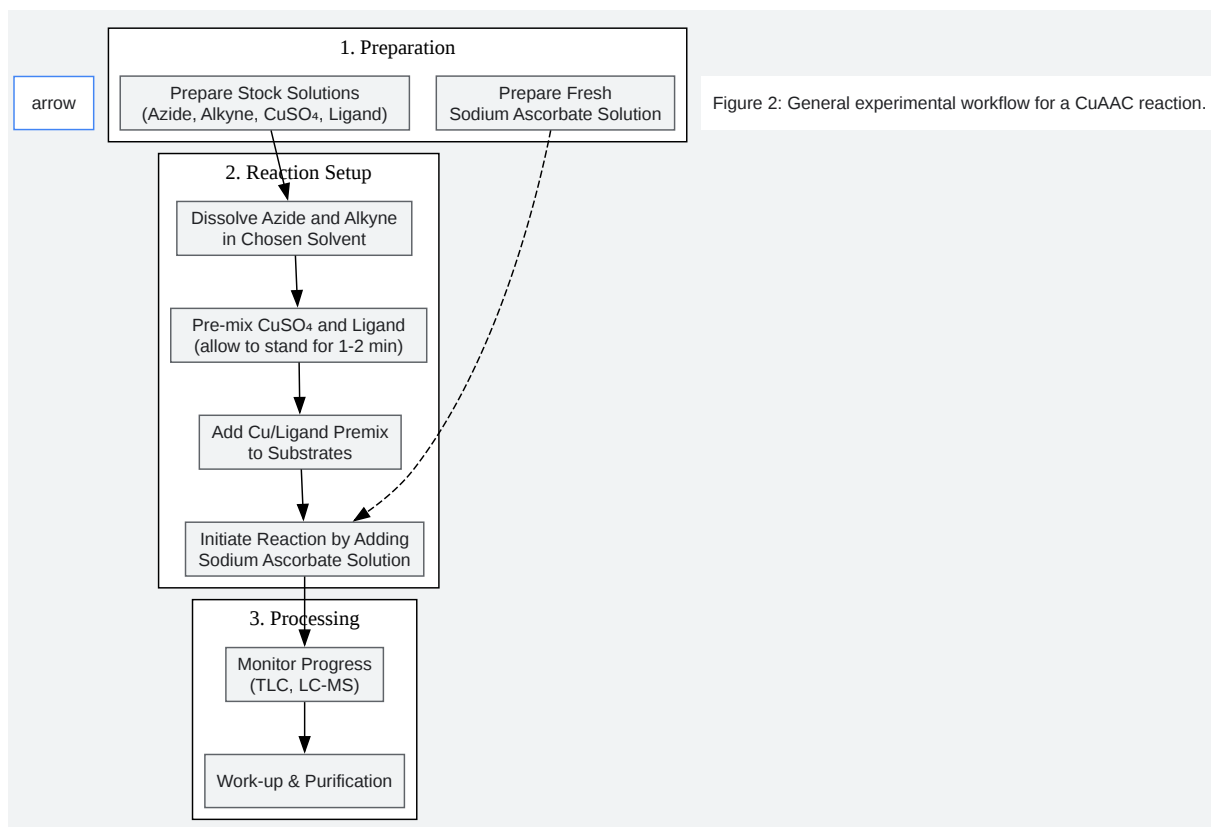 1. Preparation
arrow
Prepare Stock Solutions
(Azide, Alkyne, CuSO₄, Ligand)
Prepare Fresh
Sodium Ascorbate Solution
Figure 2: General experimental workflow for a CuAAC reaction.
2. Reaction Setup
Dissolve Azide and Alkyne
in Chosen Solvent
Pre-mix CuSO₄ and Ligand
(allow to stand for 1-2 min)
Add Cu/Ligand Premix
to Substrates
Initiate Reaction by Adding
Sodium Ascorbate Solution
3. Processing
Monitor Progress
(TLC, LC-MS)
Work-up & Purification